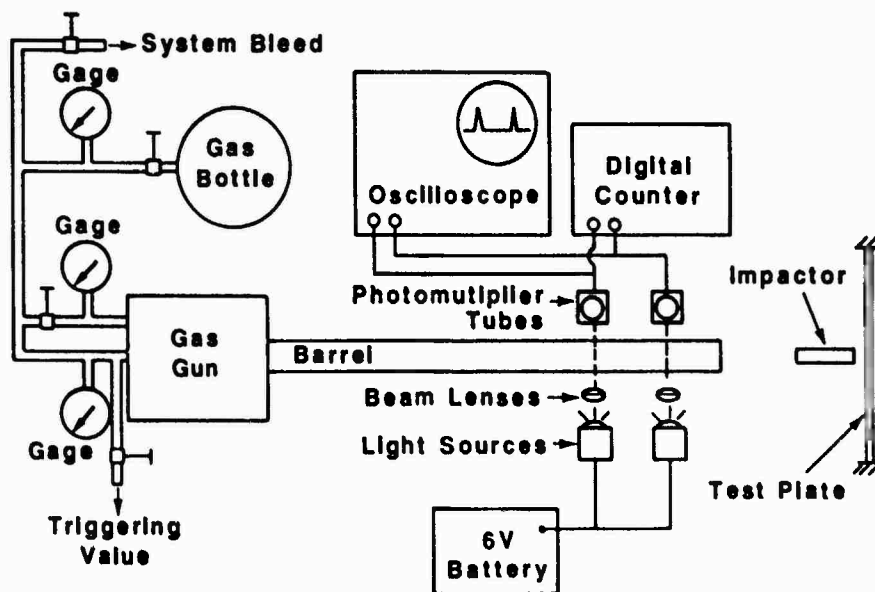 System Bleed
Gage
Gas
Bottle
Oscilloscope
Digital
Counter
Gage
Gas
Gun
Barrel
Photomutiplier
Tubes
Impactor
Beam Lenses
Gage
Light Sources
Test Plate
Triggering
Value
6V
Battery